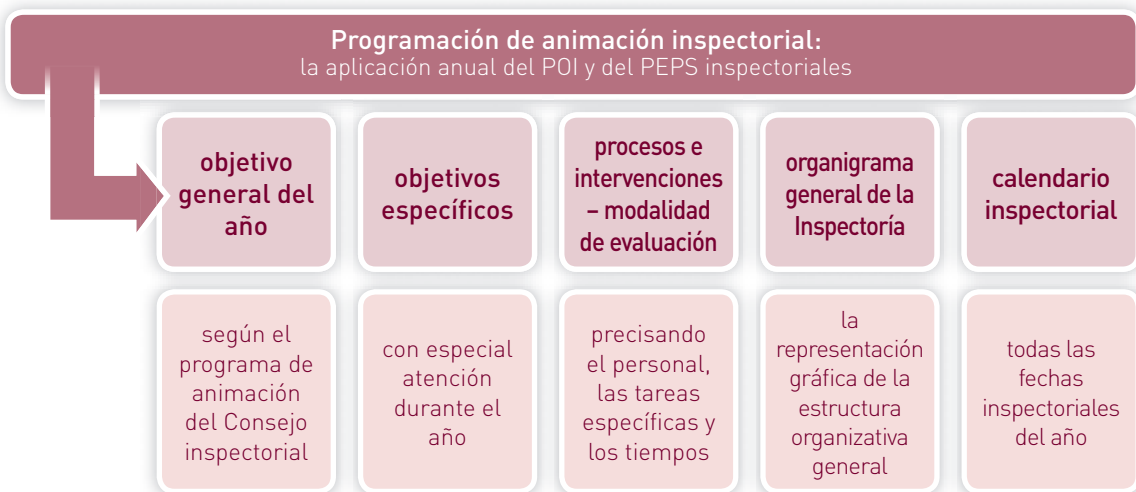 Programación de animación inspectorial:
la aplicación anual del POI y del PEPS inspectoriales
objetivo
general del
año
objetivos
específicos
procesos e
intervenciones
– modalidad
de evaluación
organigrama
general de la
Inspectoría
calendario
inspectorial
según el
programa de
animación
del Consejo
inspectorial
con especial
atención
durante el
año
precisando
el personal,
las tareas
específicas y
los tiempos
la
representación
gráfica de la
estructura
organizativa
general
todas las
fechas
inspectoriales
del año